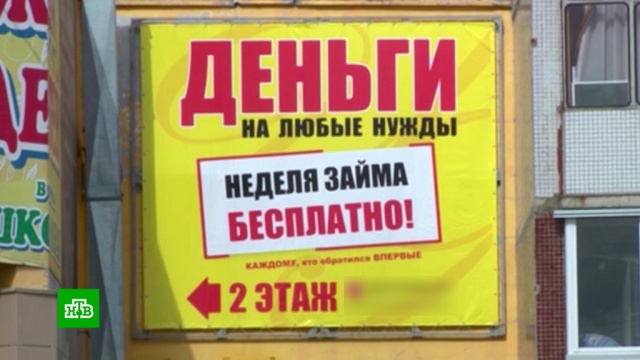 ДЕНЬГИ
НА ЛЮБЫЕ НУЖДЫ
НЕДЕЛЯ ЗАЙМА
БЕСПЛАТНО!
КАЖДОМУ, кто обратился ВПЕРВЫЕ
2 ЭТАЖ
НТВ